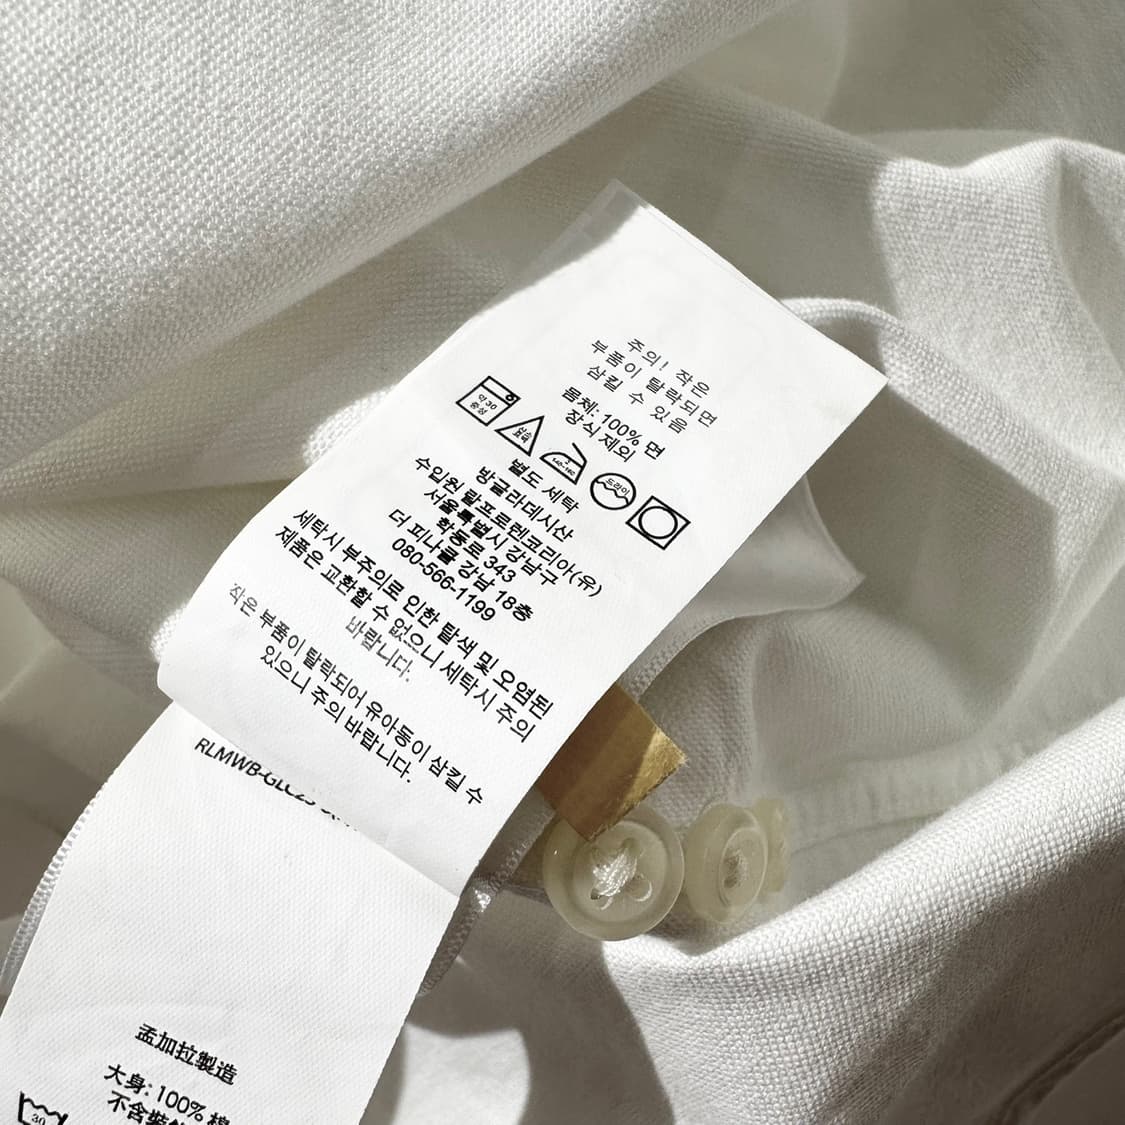 주의! 작은
부품이 탈락되면
삼킬 수 있음
몸체: 100% 면
장식제외
약 30
중성
드라이
별도 세탁
방글라데시산
수입원 랄프로렌코리아(유)
서울특별시 강남구
학동로 343
더 피나클 강남 18층
080-566-1199
세탁시 부주의로 인한 탈색 및 오염된
제품은 교환할 수 없으니 세탁시 주의
바랍니다.
작은 부품이 탈락되어 유아동이 삼킬 수
있으니 주의 바랍니다.
孟加拉製造
大身: 100% 棉
30